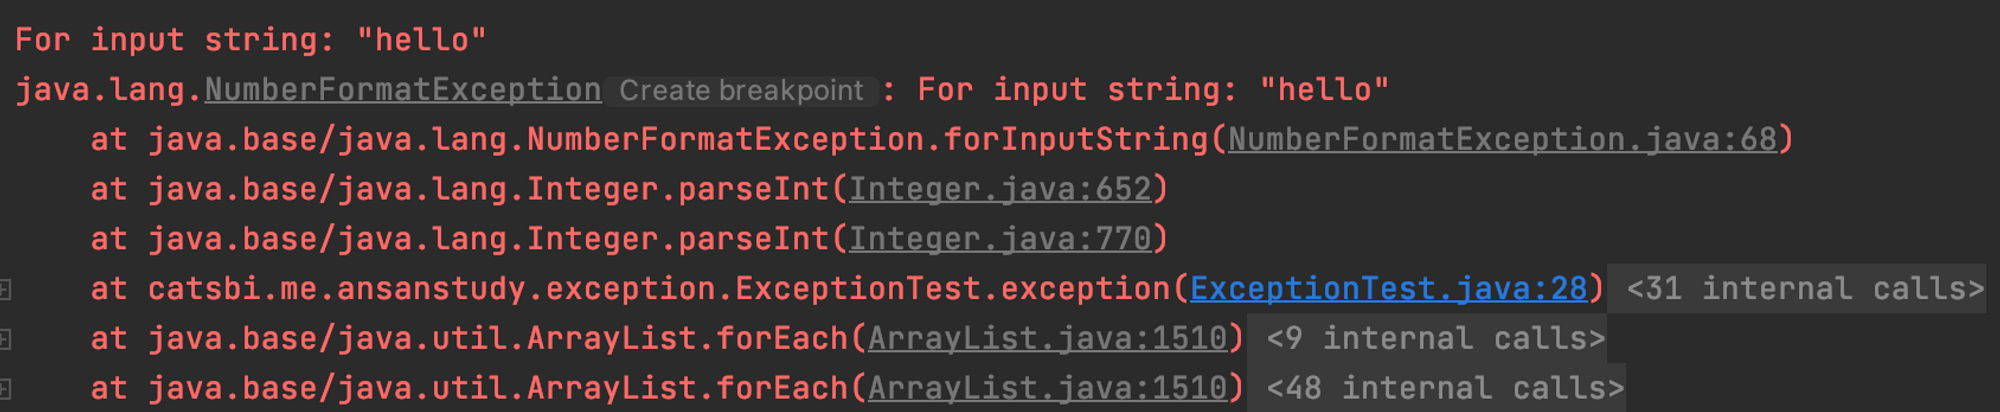 For input string: "hello"
java.lang.NumberFormatException Create breakpoint : For input string: "hello"
at java.base/java.lang.NumberFormatException.forInputString(NumberFormatException.java:68)
at java.base/java.lang.Integer.parseInt(Integer.java:652)
at java.base/java.lang.Integer.parseInt(Integer.java:770)
at catsbi.me.ansanstudy.exception.ExceptionTest.exception(ExceptionTest.java:28) <31 internal calls>
at java.base/java.util.ArrayList.forEach(ArrayList.java:1510) <9 internal calls>
at java.base/java.util.ArrayList.forEach(ArrayList.java:1510) <48 internal calls>